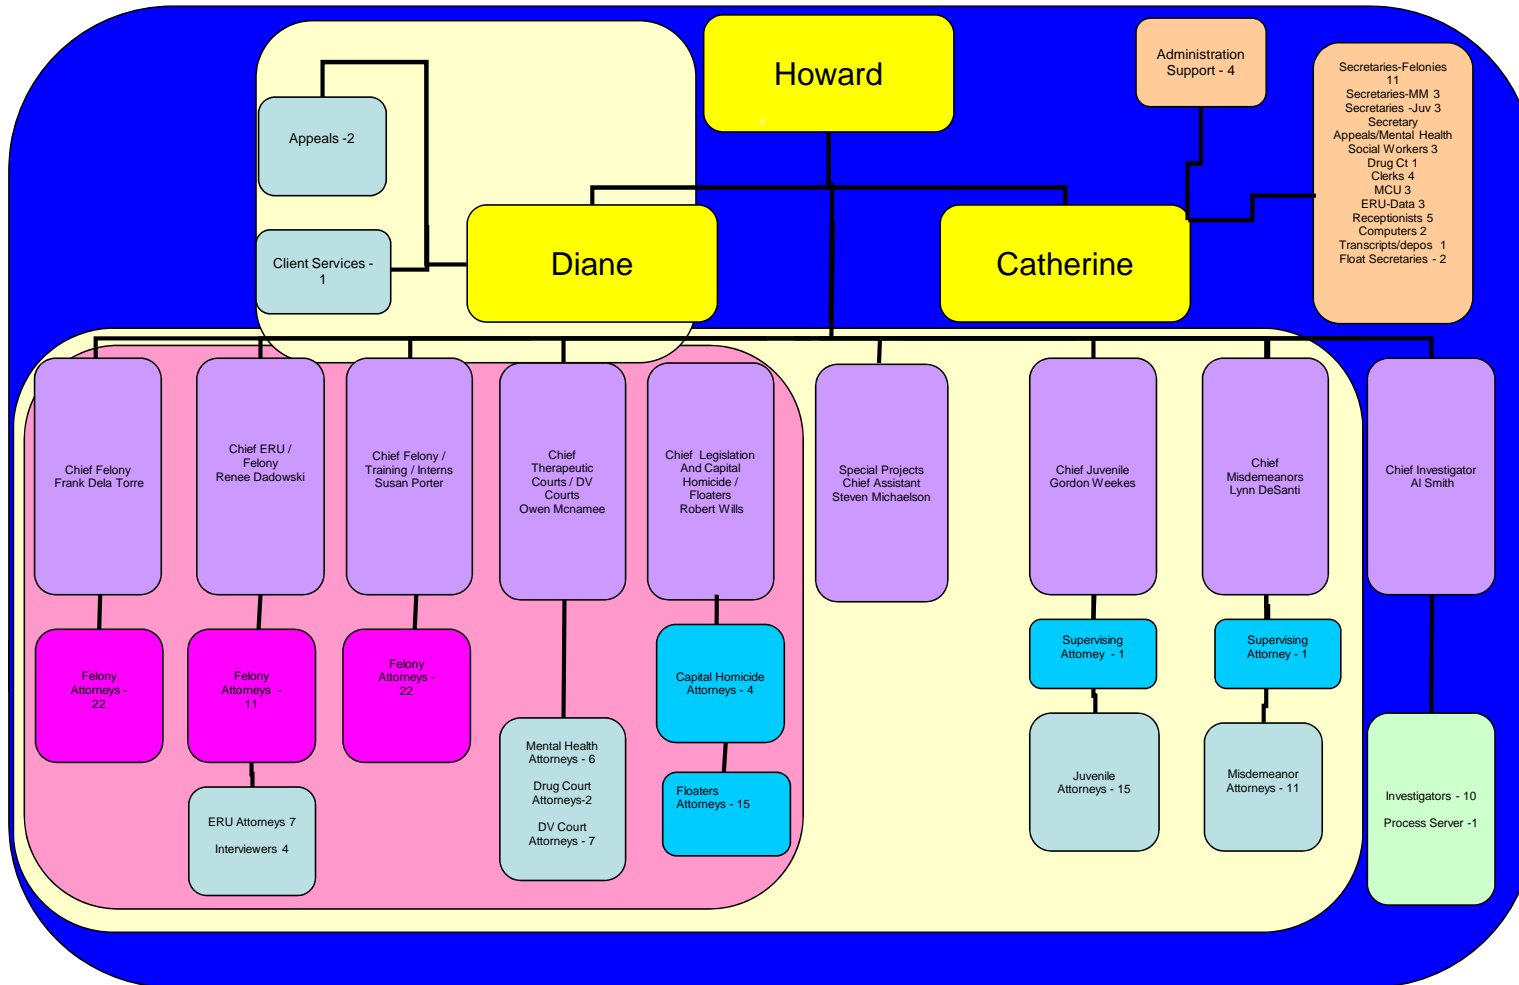 Howard
v
Administration
Support - 4
Secretaries-Felonies
11
Secretaries-MM 3
Secretaries -Juv 3
Secretary
Appeals/Mental Health
Social Workers 3
Drug Ct 1
Clerks 4
MCU 3
ERU-Data 3
Receptionists 5
Computers 2
Transcripts/depos 1
Float Secretaries - 2
Appeals -2
Client Services -
1
Diane
Catherine
Chief Felony
Frank Dela Torre
Chief ERU /
Felony
Renee Dadowski
Chief Felony /
Training / Interns
Susan Porter
Chief
Therapeutic
Courts / DV
Courts
Owen Mcnamee
Chief Legislation
And Capital
Homicide /
Floaters
Robert Wills
Special Projects
Chief Assistant
Steven Michaelson
Chief Juvenile
Gordon Weekes
Chief
Misdemeanors
Lynn DeSanti
Chief Investigator
Al Smith
Felony
Attorneys -
22
Felony
Attorneys -
11
Felony
Attorneys -
22
Capital Homicide
Attorneys - 4
Supervising
Attorney - 1
Supervising
Attorney - 1
ERU Attorneys 7
Interviewers 4
Mental Health
Attorneys - 6
Drug Court
Attorneys-2
DV Court
Attorneys - 7
Floaters
Attorneys - 15
Juvenile
Attorneys - 15
Misdemeanor
Attorneys - 11
Investigators - 10
Process Server -1